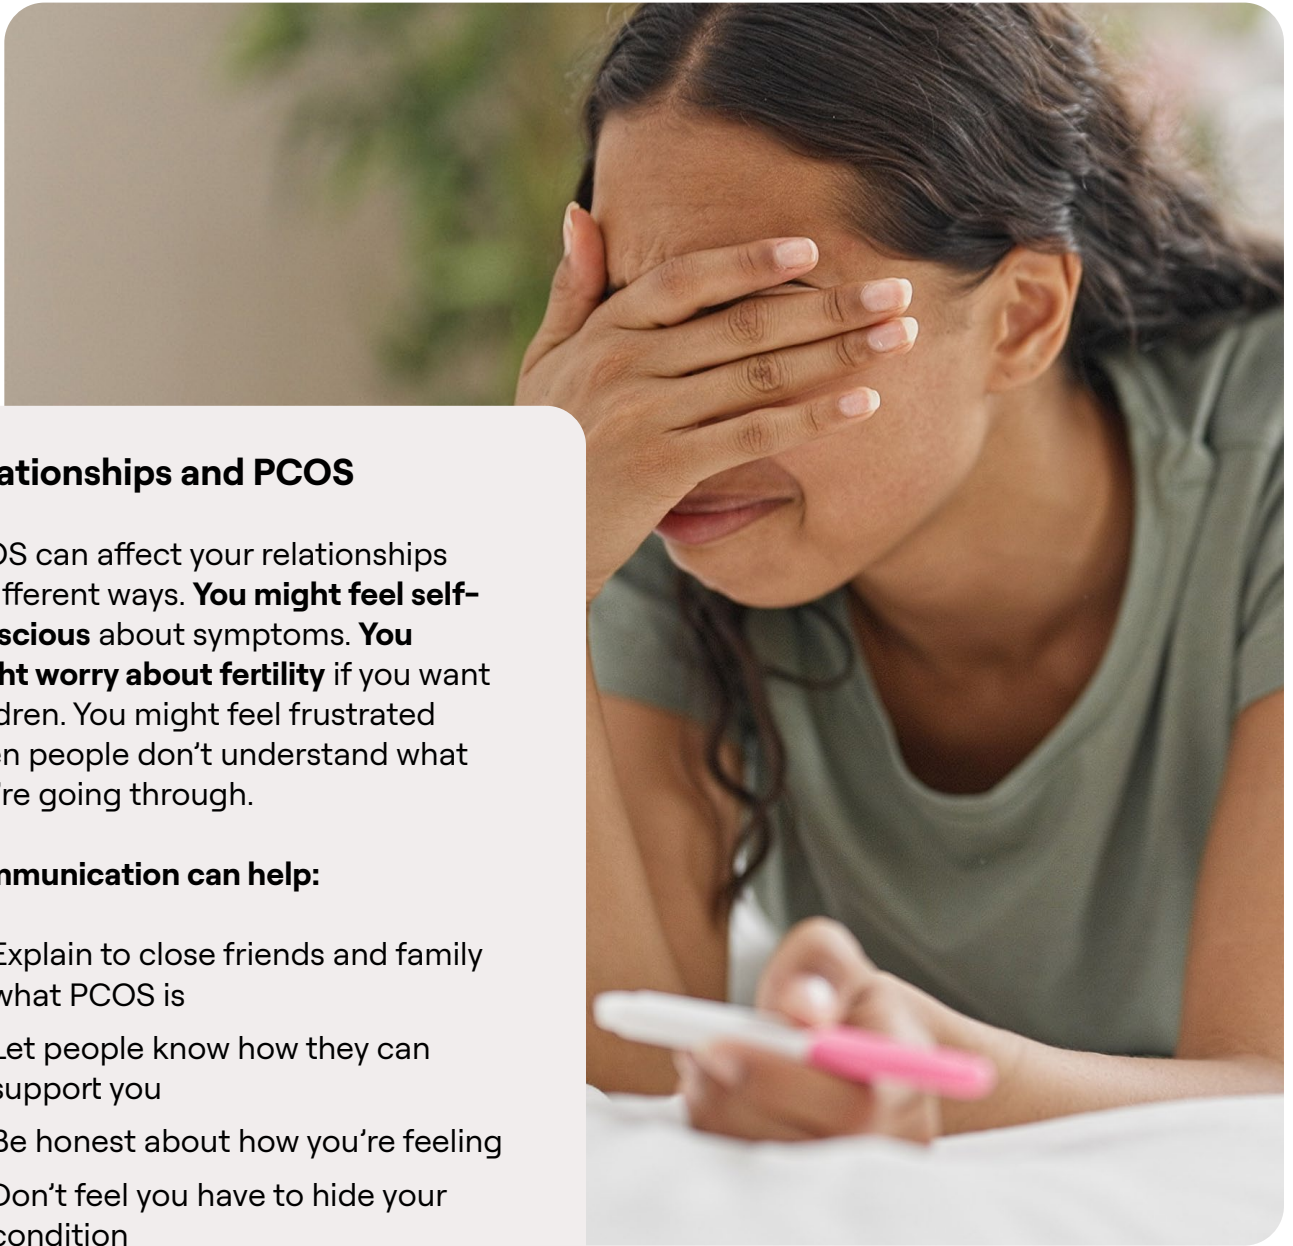 ationships and PCOS
OS can affect your relationships
fferent ways. You might feel self-
scious about symptoms. You
ht worry about fertility if you want
dren. You might feel frustrated
en people don’t understand what
’re going through.
mmunication can help:
Explain to close friends and family
what PCOS is
Let people know how they can
support you
Be honest about how you’re feeling
Don’t feel you have to hide your
condition